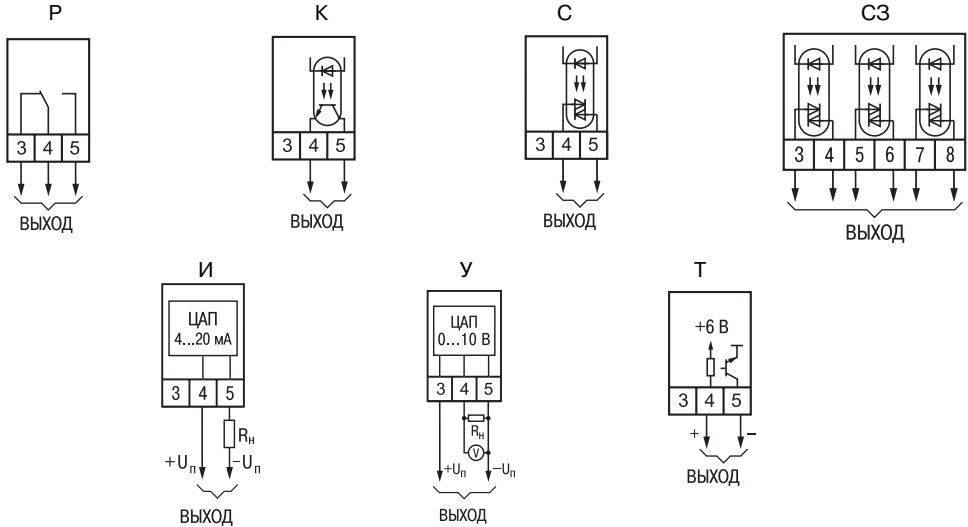 Р К С С3
3 4 5
3 4 5
3 4 5
3 4 5 6 7 8
ВЫХОД
ВЫХОД
ВЫХОД
ВЫХОД
И У Т
ЦАП
4...20 мА
3 4 5
Rн
+Uп
−Uп
ВЫХОД
ЦАП
0...10 В
3 4 5
Rн
V
+Uп
−Uп
ВЫХОД
+6 В
3 4 5
+ −
ВЫХОД